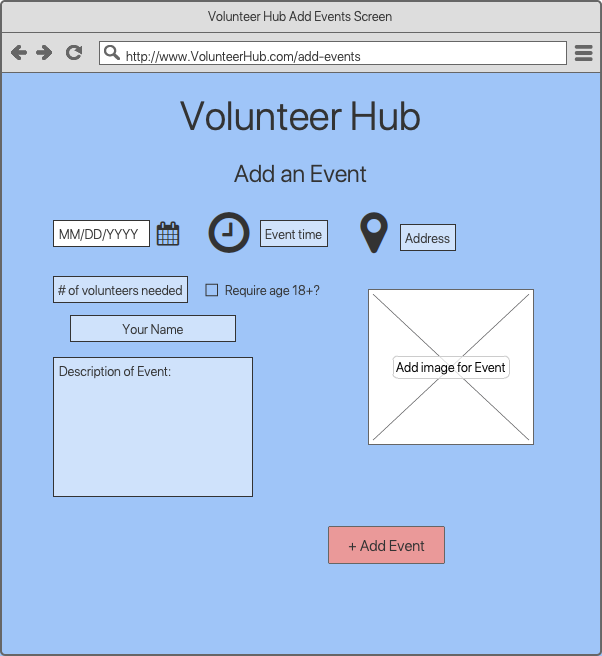 Volunteer Hub Add Events Screen
http://www.VolunteerHub.com/add-events
Volunteer Hub
Add an Event
MM/DD/YYYY
Event time
Address
# of volunteers needed
Require age 18+?
Your Name
Description of Event:
Add image for Event
+ Add Event